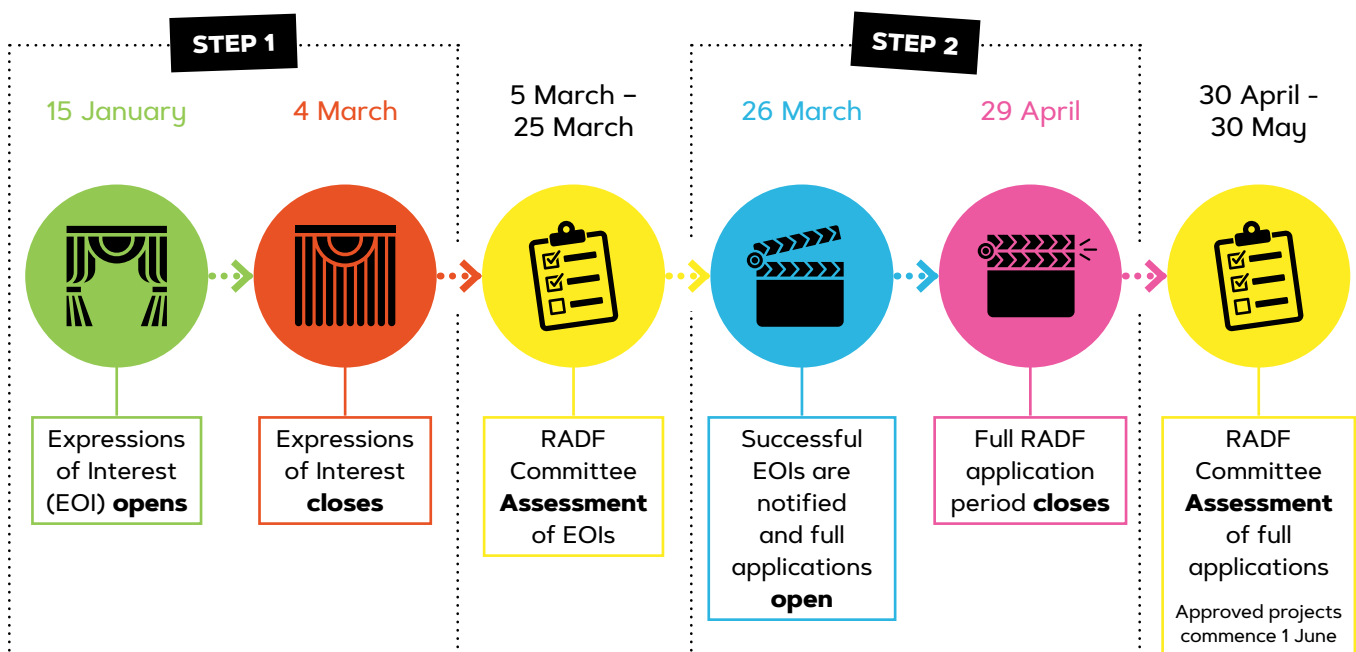 STEP 1
15 January
Expressions
of Interest
(EOI) opens
4 March
Expressions
of Interest
closes
5 March –
25 March
RADF
Committee
Assessment
of EOIs
STEP 2
26 March
Successful
EOIs are
notified
and full
applications
open
29 April
Full RADF
application
period closes
30 April -
30 May
RADF
Committee
Assessment
of full
applications
Approved projects
commence 1 June